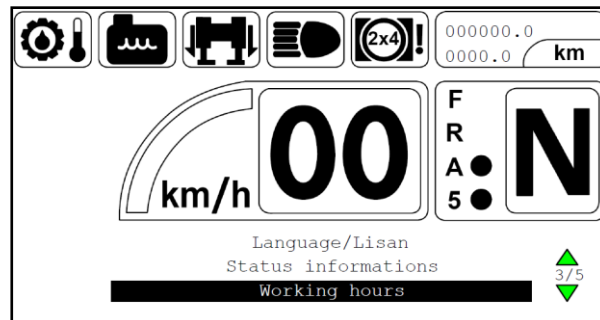 2x4 !
000000.0
0000.0 km
km/h 00
F
R
A
5
N
Language/Lisan
Status informations
3/5
Working hours